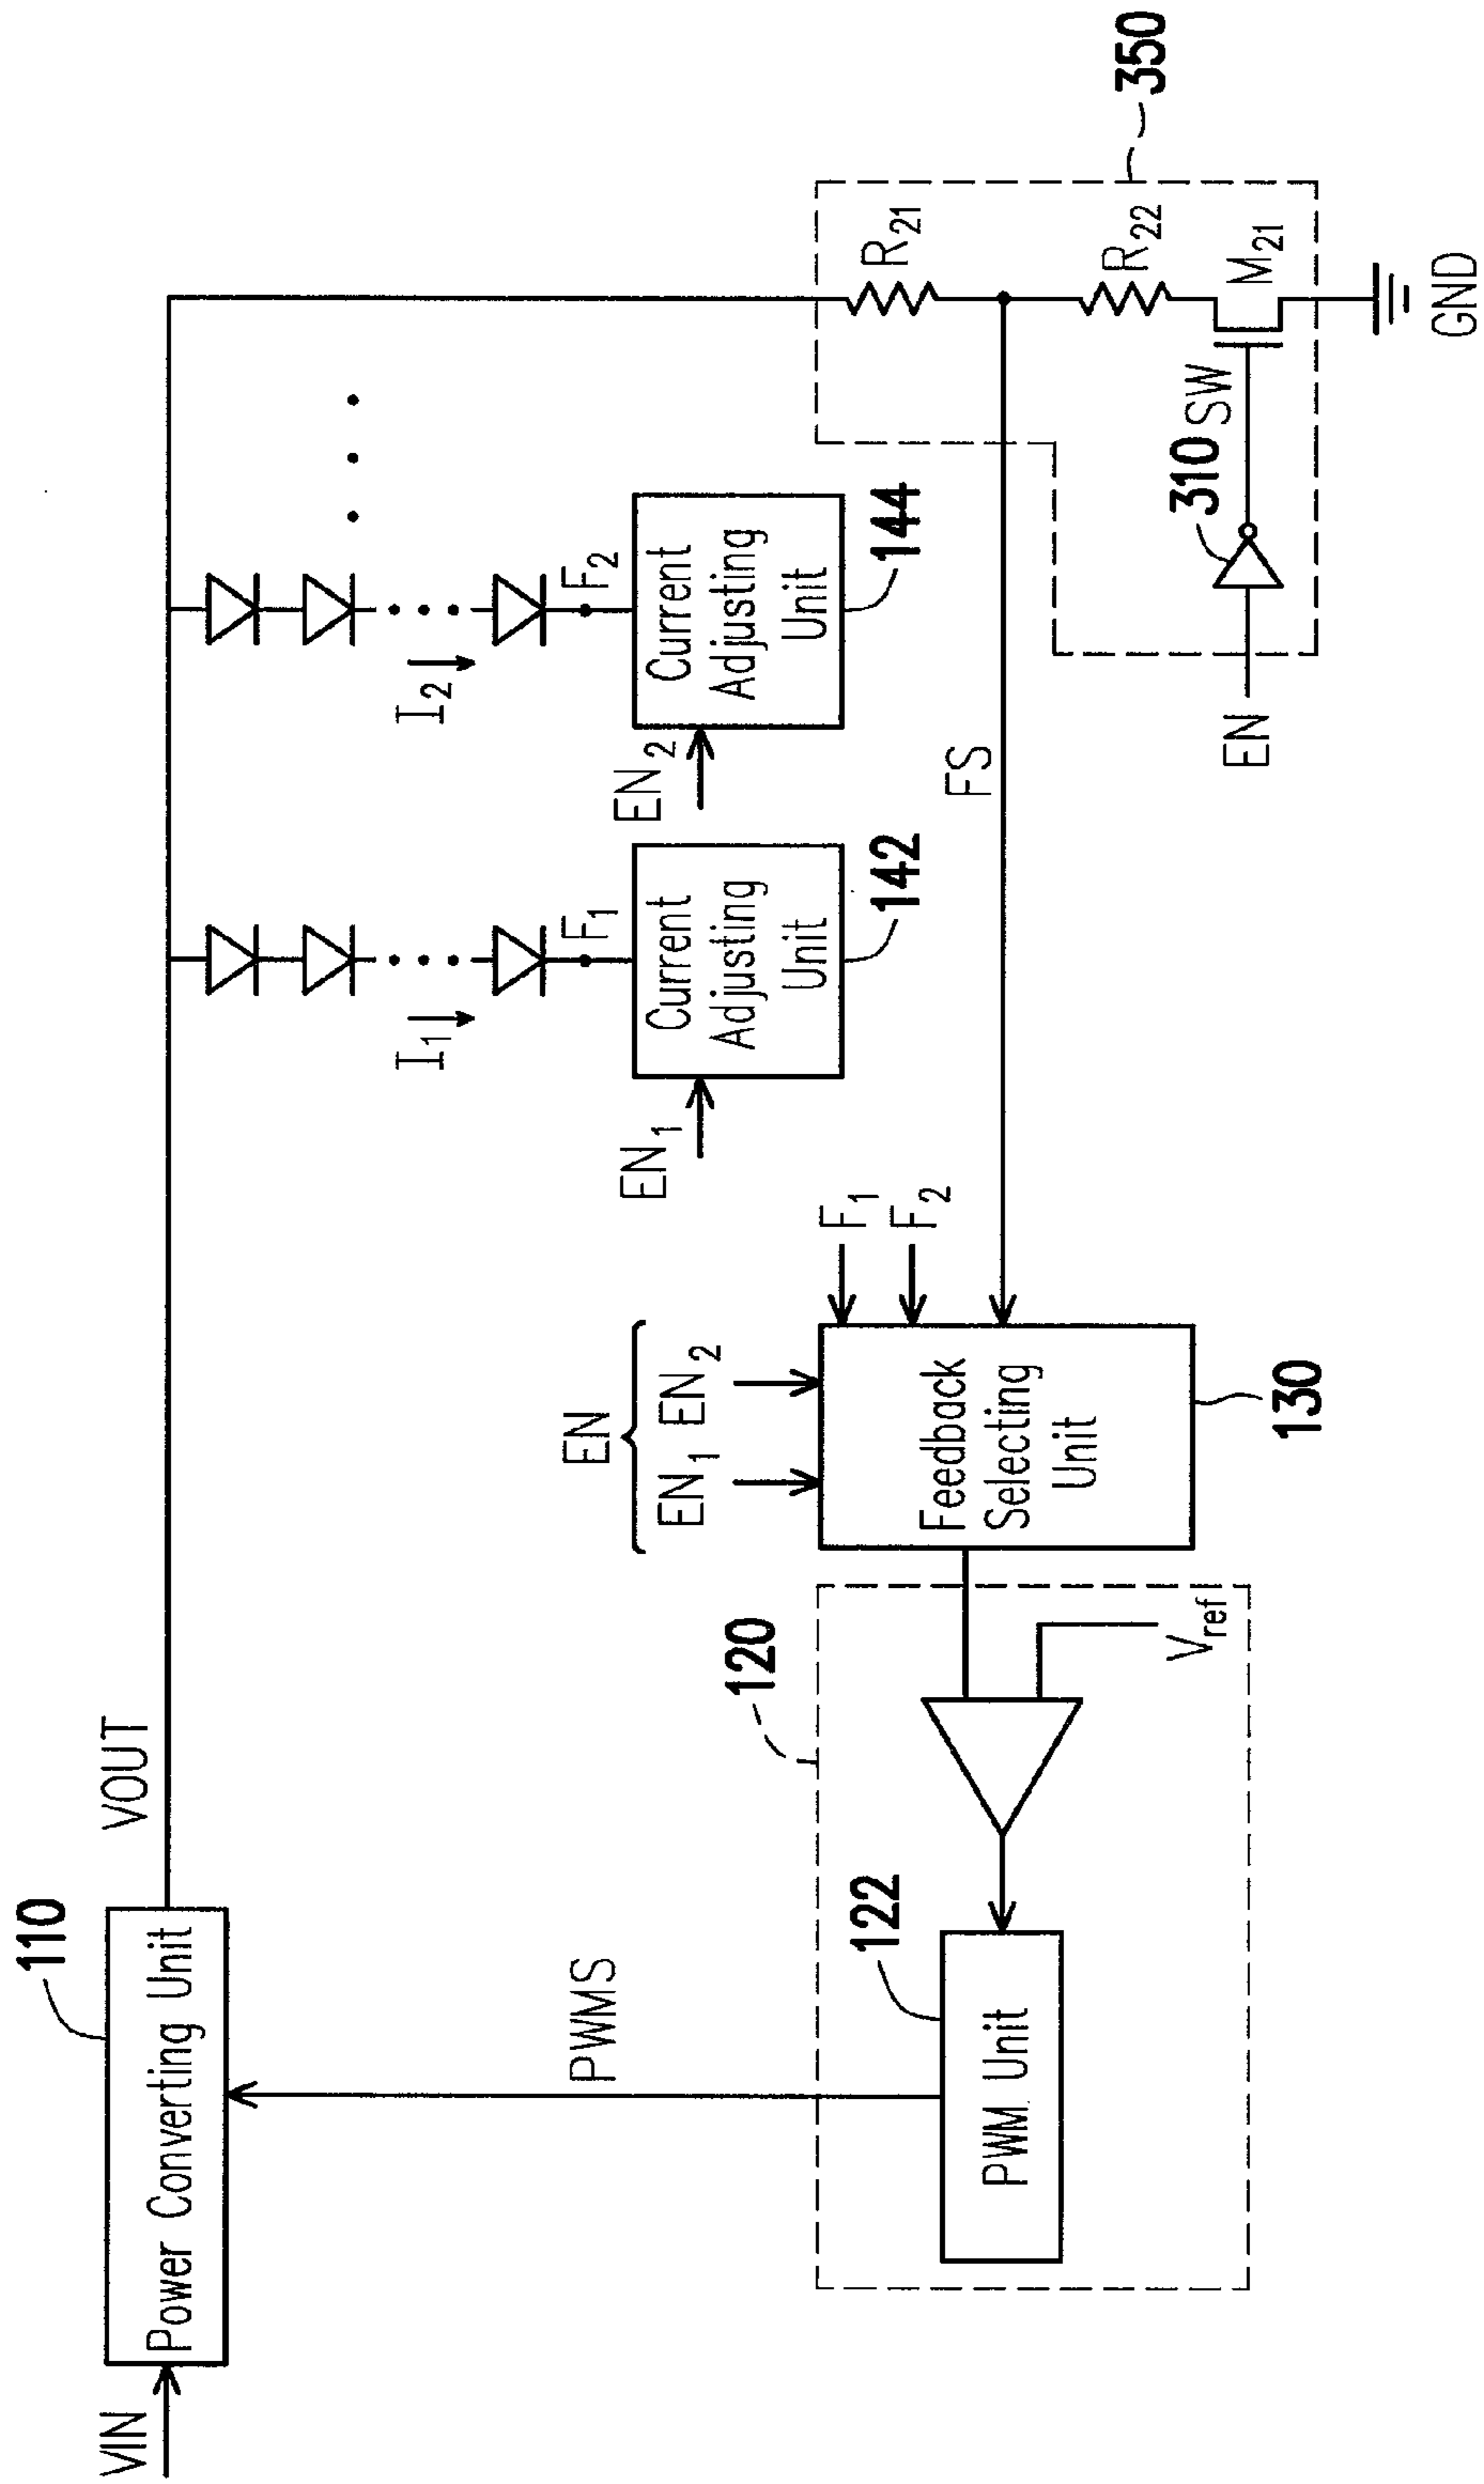 110
VIN
Power Converting Unit
VOUT
PWMS
I1
I2
F1
F2
EN1
Current
Adjusting
Unit
142
EN2
Current
Adjusting
Unit
144
120
122
PWM Unit
Vref
EN
EN1 EN2
Feedback
Selecting
Unit
130
F1
F2
FS
R21
R22
M21
350
310
SW
EN
GND